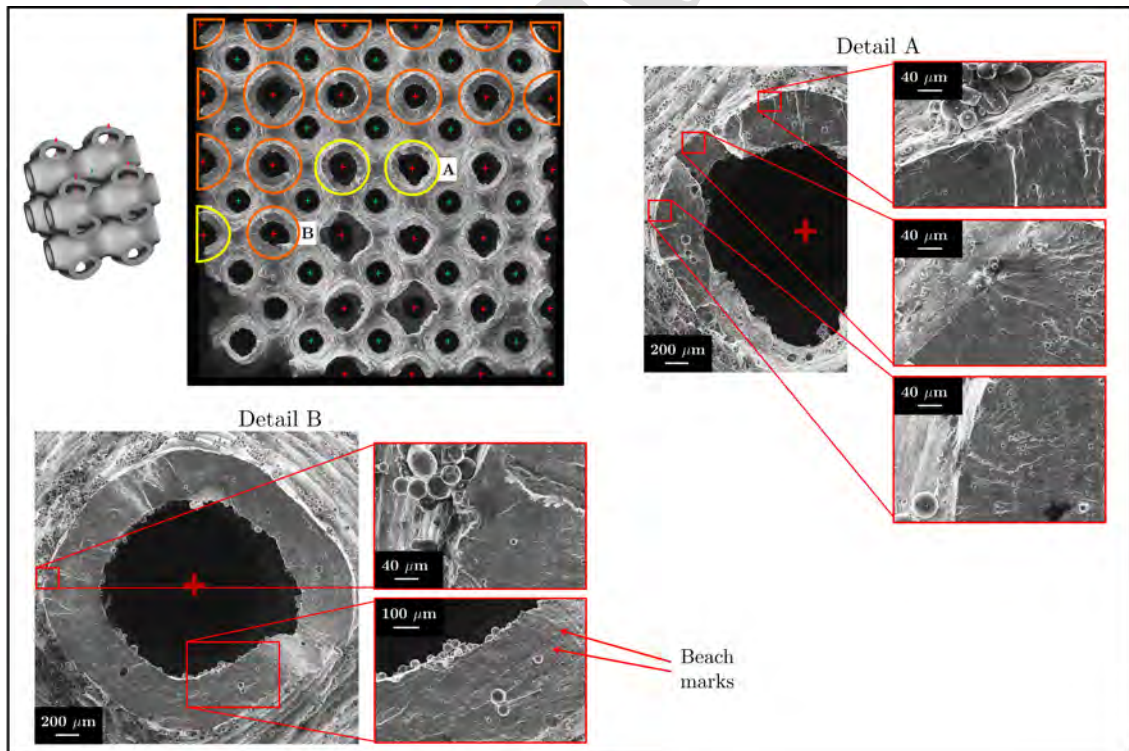 Detail A
40 μm
A
B
40 μm
200 μm
40 μm
Detail B
40 μm
100 μm
Beach
marks
200 μm